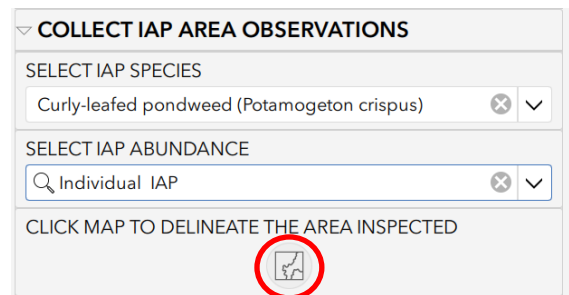 COLLECT IAP AREA OBSERVATIONS
SELECT IAP SPECIES
Curly-leafed pondweed (Potamogeton crispus)
SELECT IAP ABUNDANCE
Individual IAP
CLICK MAP TO DELINEATE THE AREA INSPECTED